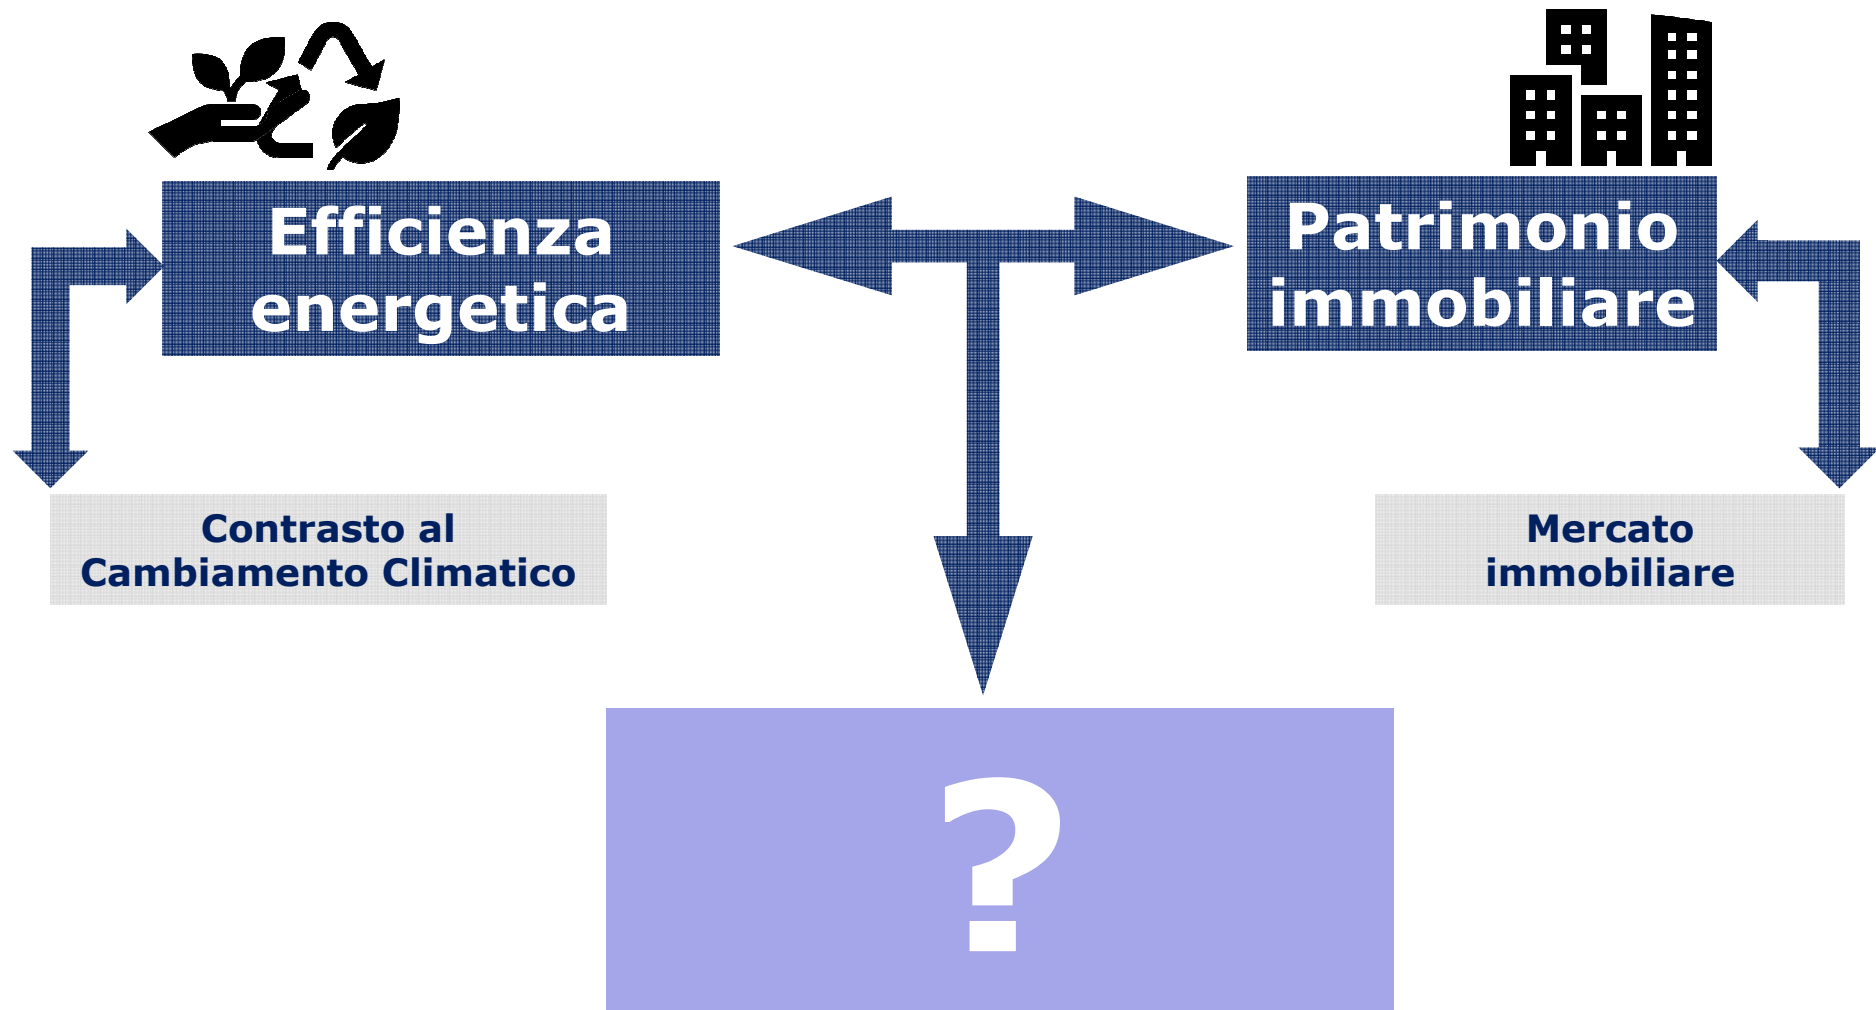 Efficienza
energetica
Patrimonio
immobiliare
Contrasto al
Cambiamento Climatico
Mercato
immobiliare
?